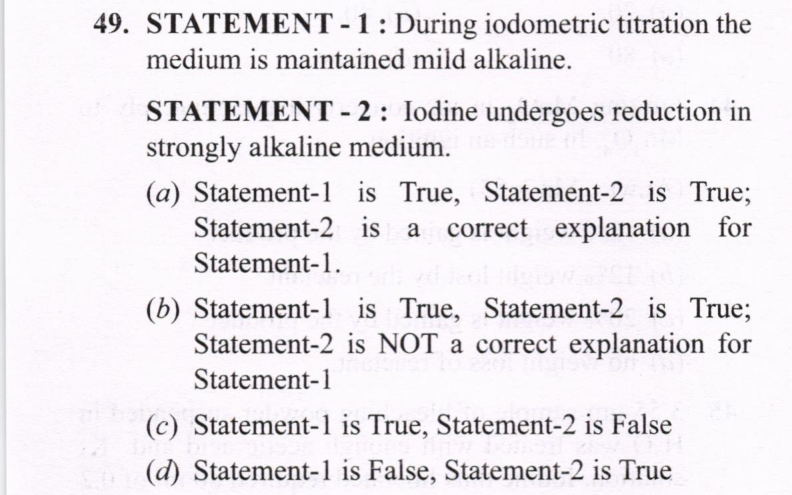 49. STATEMENT - 1 : During iodometric titration the
medium is maintained mild alkaline.
STATEMENT - 2 : Iodine undergoes reduction in
strongly alkaline medium.
(a) Statement-1 is True, Statement-2 is True;
Statement-2 is a correct explanation for
Statement-1.
(b) Statement-1 is True, Statement-2 is True;
Statement-2 is NOT a correct explanation for
Statement-1
(c) Statement-1 is True, Statement-2 is False
(d) Statement-1 is False, Statement-2 is True